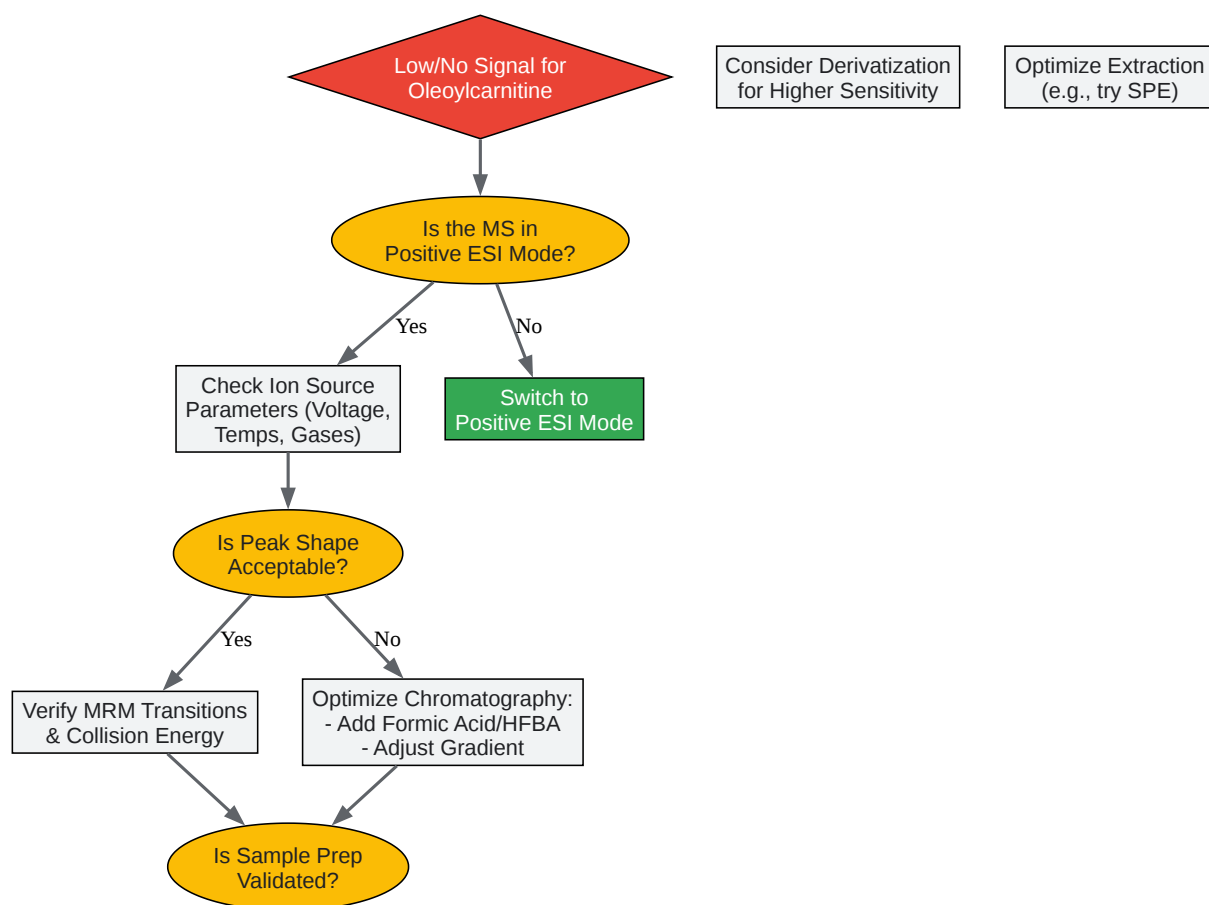 Low/No Signal for
Oleoylcarnitine
Consider Derivatization
for Higher Sensitivity
Optimize Extraction
(e.g., try SPE)
Is the MS in
Positive ESI Mode?
Yes
No
Check Ion Source
Parameters (Voltage,
Temps, Gases)
Switch to
Positive ESI Mode
Is Peak Shape
Acceptable?
Yes
No
Verify MRM Transitions
& Collision Energy
Optimize Chromatography:
- Add Formic Acid/HFBA
- Adjust Gradient
Is Sample Prep
Validated?